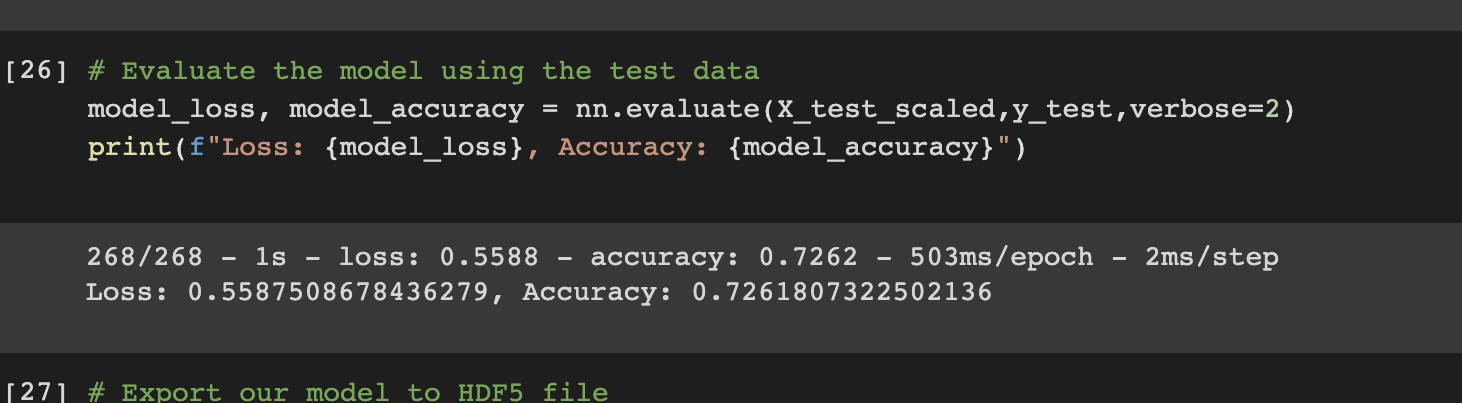 [26] # Evaluate the model using the test data
model_loss, model_accuracy = nn.evaluate(X_test_scaled,y_test,verbose=2)
print(f"Loss: {model_loss}, Accuracy: {model_accuracy}")
268/268 - 1s - loss: 0.5588 - accuracy: 0.7262 - 503ms/epoch - 2ms/step
Loss: 0.5587508678436279, Accuracy: 0.7261807322502136
[27] # Export our model to HDF5 file